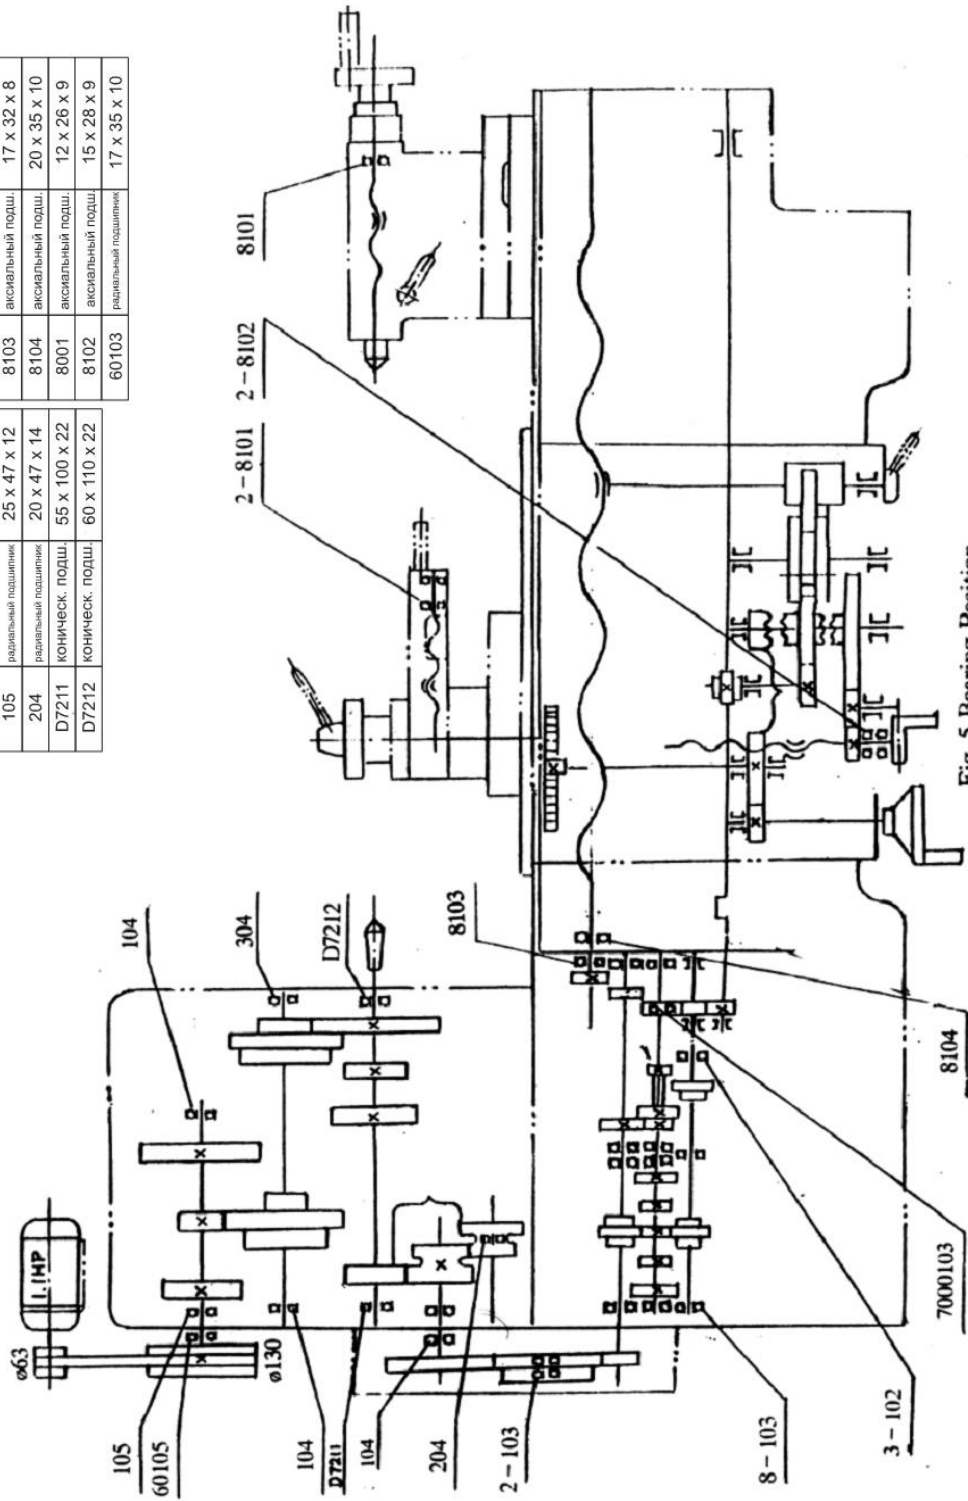 105 радиальный подшипник 25 x 47 x 12
204 радиальный подшипник 20 x 47 x 14
D7211 коническ. подш. 55 x 100 x 22
D7212 коническ. подш. 60 x 110 x 22
8103 аксиальный подш. 17 x 32 x 8
8104 аксиальный подш. 20 x 35 x 10
8001 аксиальный подш. 12 x 26 x 9
8102 аксиальный подш. 15 x 28 x 9
60103 радиальный подшипник 17 x 35 x 10
1.1HP
ø63
ø130
105
60105
104
D7211
104
204
2-103
8-103
3-102
7000103
8104
104
304
D7212
8103
2-8101
2-8102
8101
Fig. 5 Bearing Position